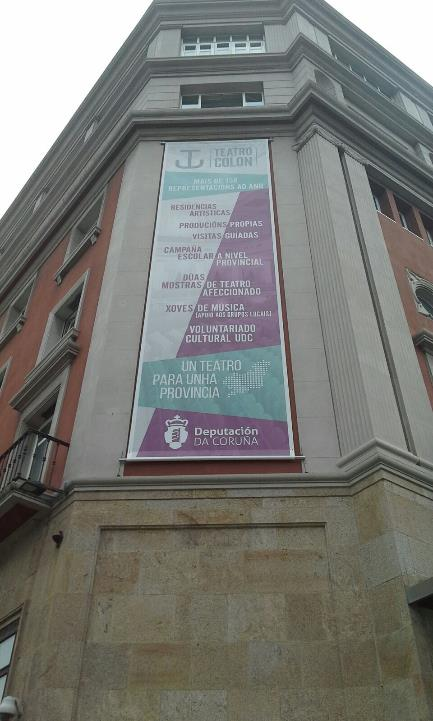 TEATRO
COLÓN
MAIS DE 150
REPRESENTACIÓNS AO ANO
RESIDENCIAS
ARTÍSTICAS
PRODUCIÓNS PROPIAS
VISITAS GUIADAS
CAMPAÑA
ESCOLAR A NIVEL
PROVINCIAL
DÚAS
MOSTRAS DE TEATRO
AFECCIONADO
XOVES DE MÚSICA
(APOIO AOS GRUPOS LOCAIS)
VOLUNTARIADO
CULTURAL UDC
UN TEATRO
PARA UNHA
PROVINCIA
Deputación
DA CORUÑA